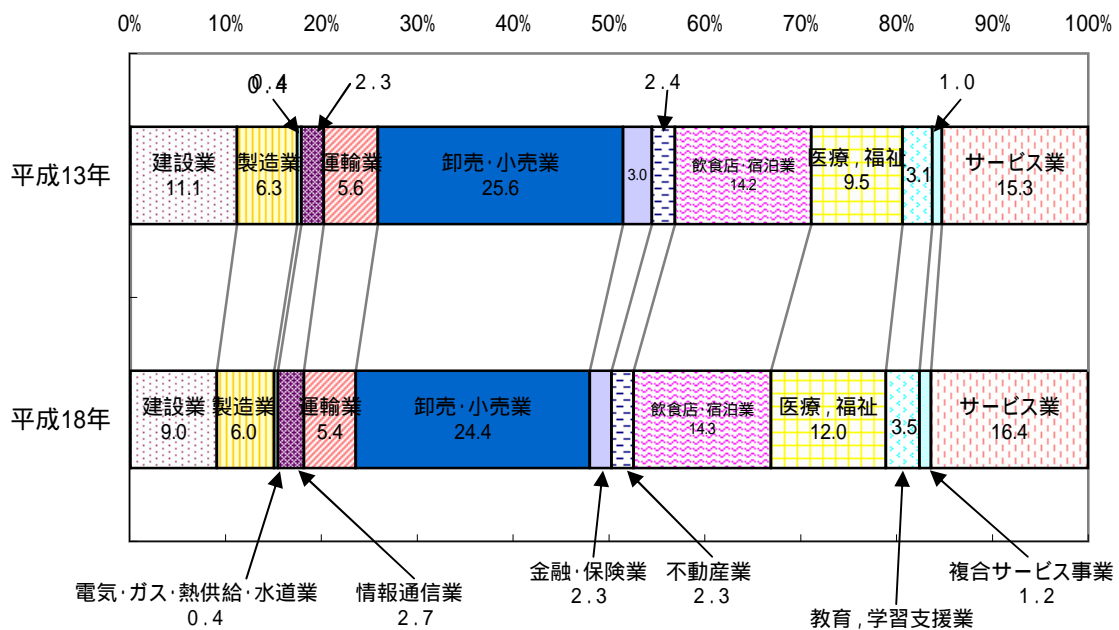 0% 10% 20% 30% 40% 50% 60% 70% 80% 90% 100%
0.4 2.3 2.4 1.0
平成13年
建設業 製造業 運輸業 卸売・小売業 飲食店・宿泊業 医療,福祉 サービス業
11.1 6.3 5.6 25.6 3.0 14.2 9.5 3.1 15.3
平成18年
建設業 製造業 運輸業 卸売・小売業 飲食店・宿泊業 医療,福祉 サービス業
9.0 6.0 5.4 24.4 14.3 12.0 3.5 16.4
電気・ガス・熱供給・水道業 情報通信業 金融・保険業 不動産業 教育,学習支援業 複合サービス事業
0.4 2.7 2.3 2.3 1.2